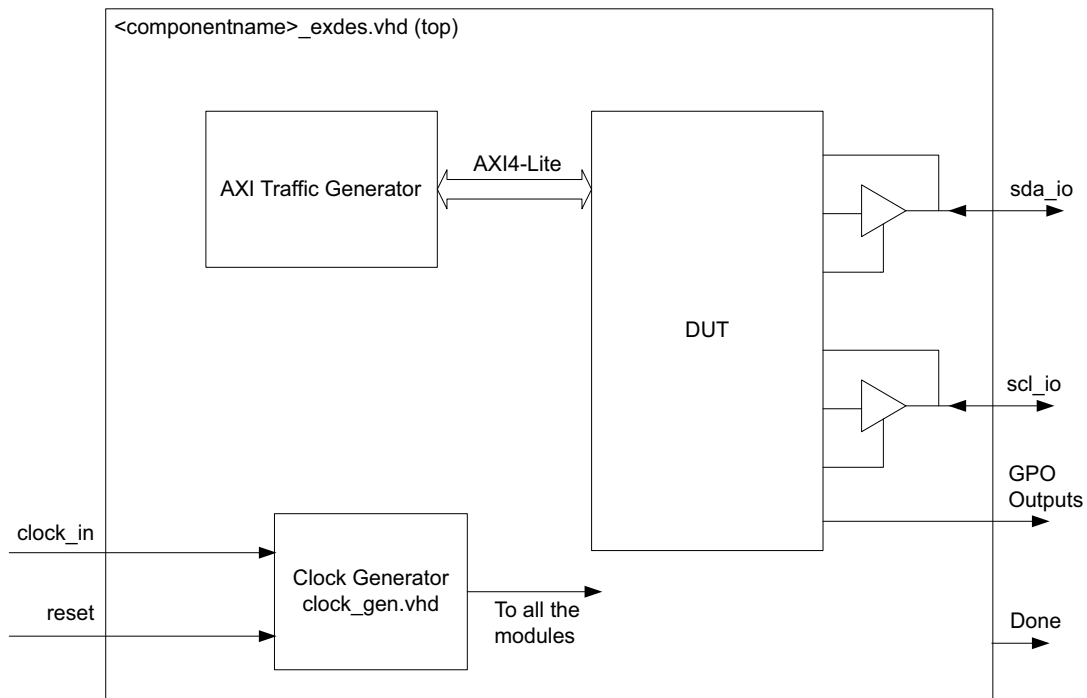 <componentname>_exdes.vhd (top)
AXI Traffic Generator
AXI4-Lite
DUT
sda_io
scl_io
GPO
Outputs
clock_in
reset
Clock Generator
clock_gen.vhd
To all the
modules
Done